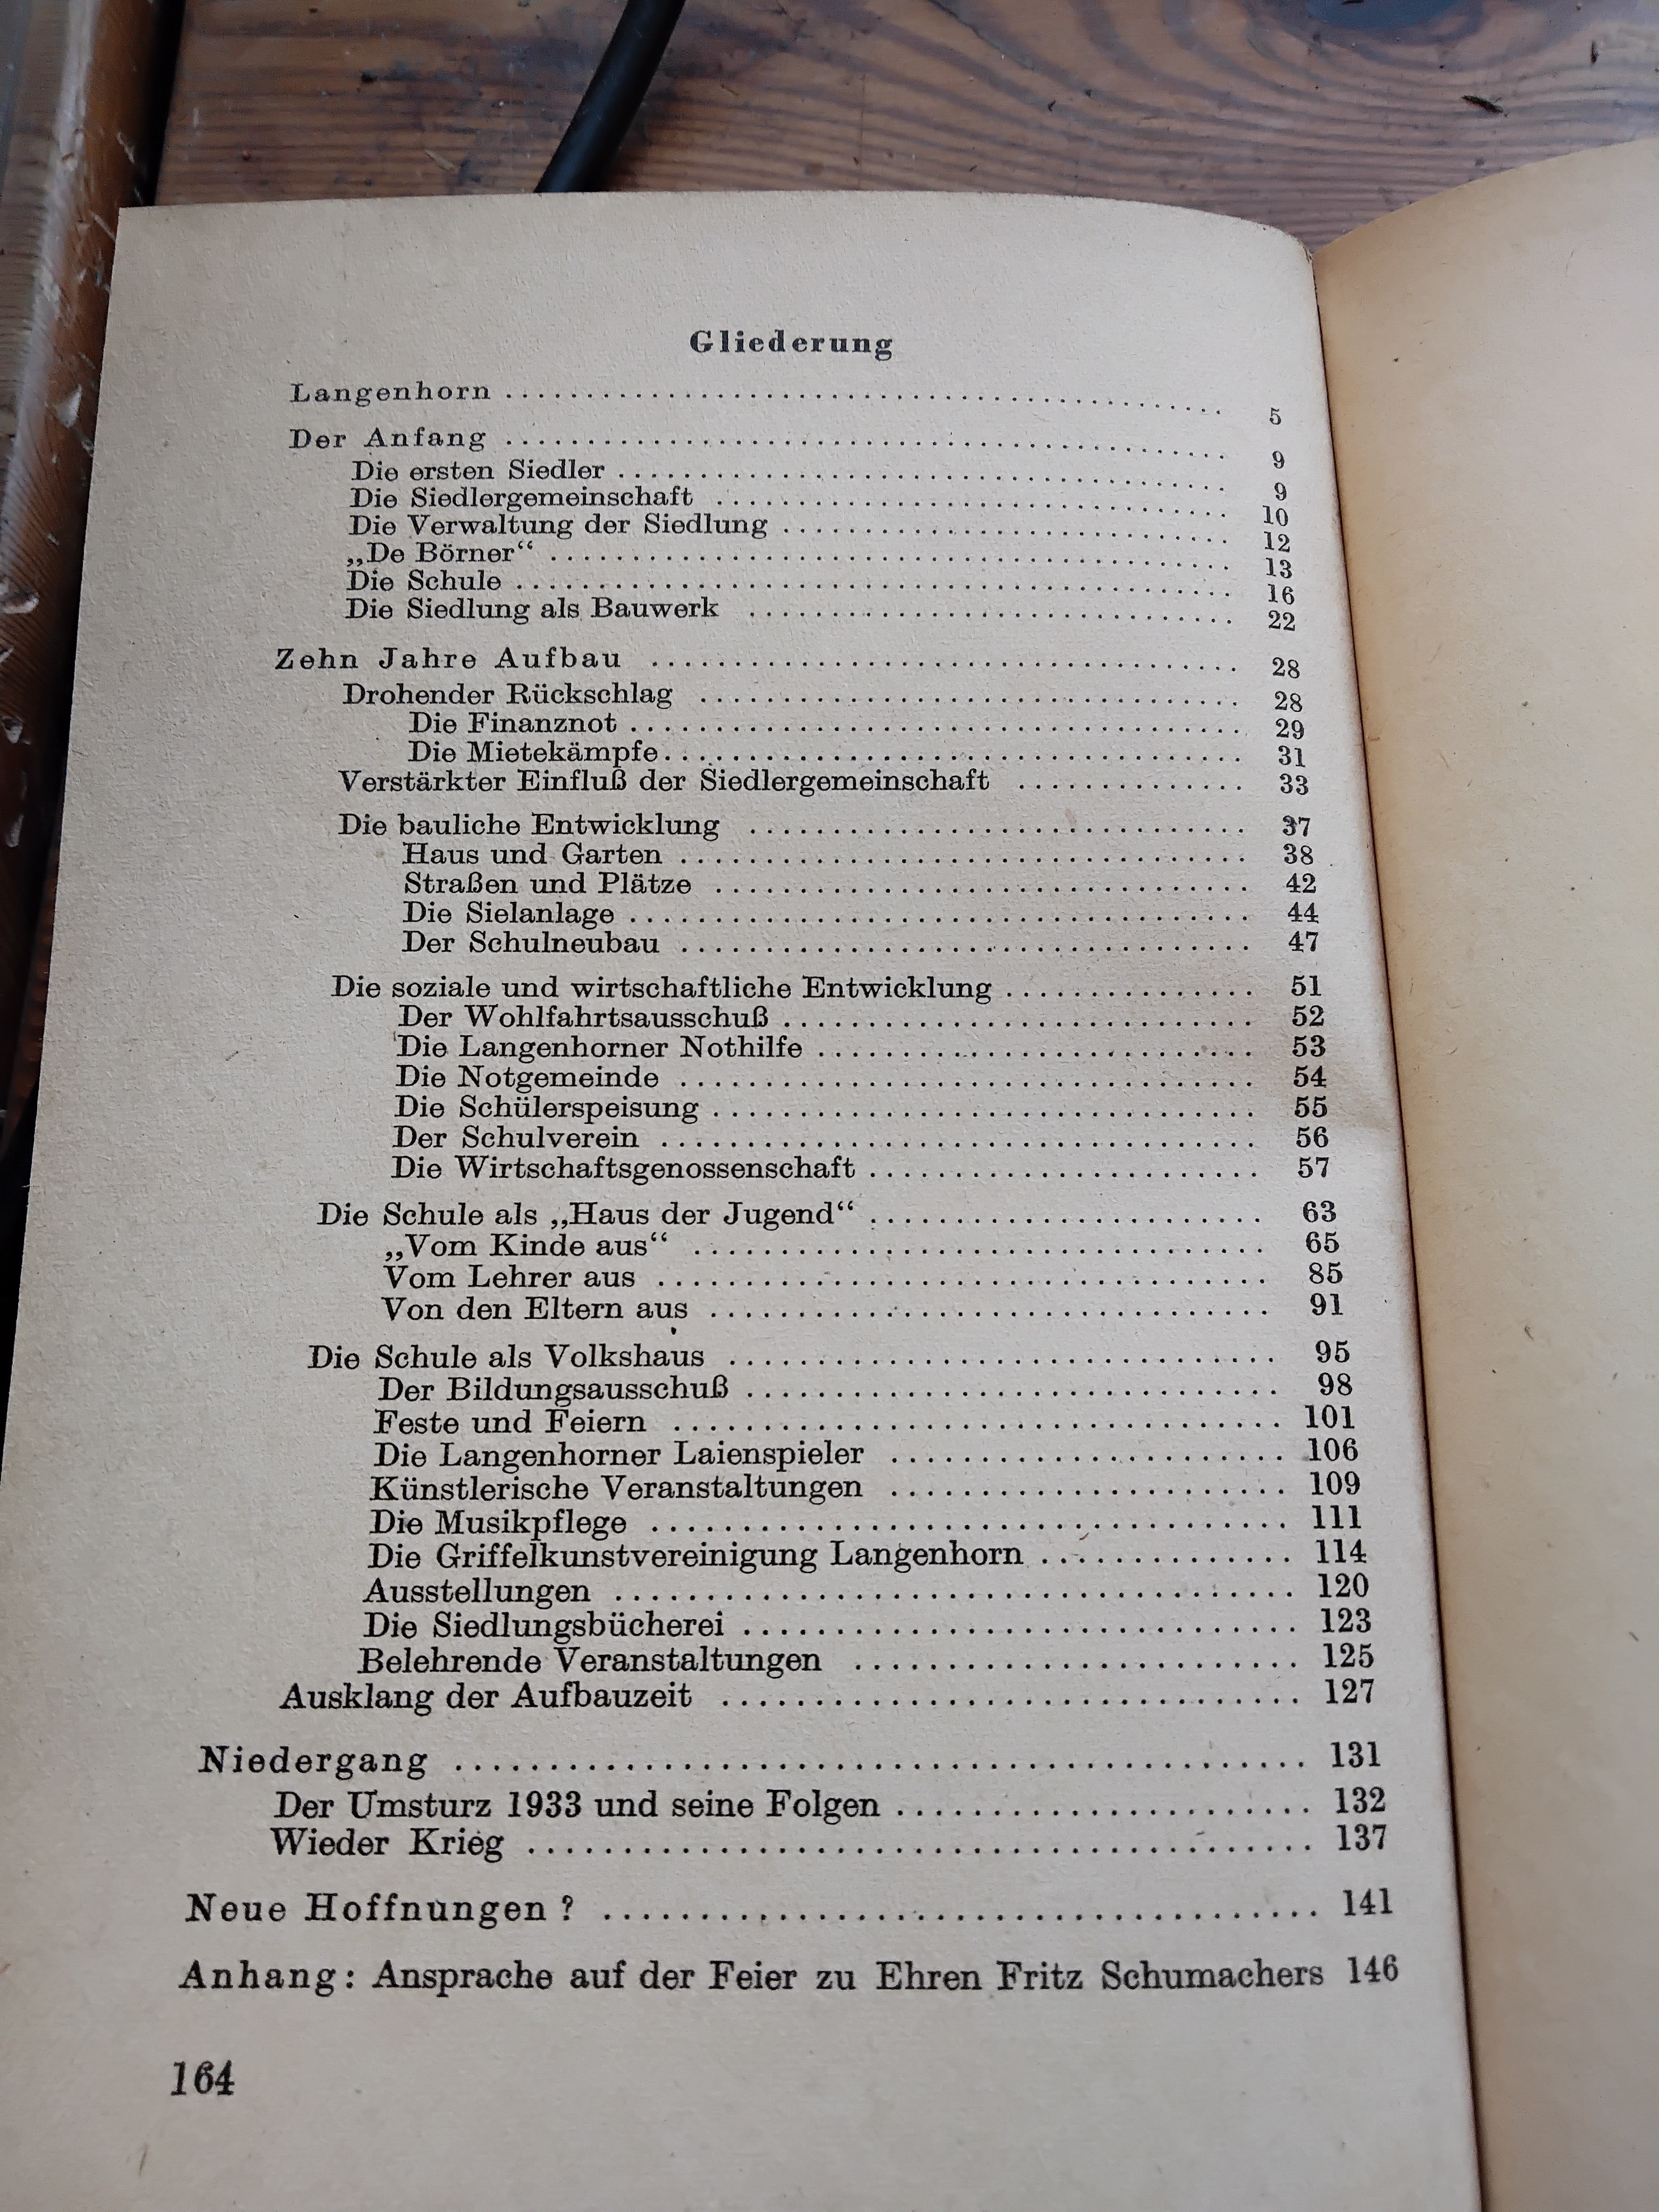 Gliederung
Langenhorn ........................................ 5
Der Anfang ........................................ 9
Die ersten Siedler ........................................ 9
Die Siedlergemeinschaft ........................................ 10
Die Verwaltung der Siedlung ........................................ 12
„De Börner“ ........................................ 13
Die Schule ........................................ 16
Die Siedlung als Bauwerk ........................................ 22
Zehn Jahre Aufbau ........................................ 28
Drohender Rückschlag ........................................ 28
Die Finanznot ........................................ 29
Die Mietekämpfe ........................................ 31
Verstärkter Einfluß der Siedlergemeinschaft .............. 33
Die bauliche Entwicklung ................................ 37
Haus und Garten ........................................ 38
Straßen und Plätze ........................................ 42
Die Sielanlage ........................................ 44
Der Schulneubau ........................................ 47
Die soziale und wirtschaftliche Entwicklung ................ 51
Der Wohlfahrtsausschuß ................................ 52
Die Langenhorner Nothilfe ............................ 53
Die Notgemeinde ........................................ 54
Die Schülerspeisung ................................... 55
Der Schulverein ........................................ 56
Die Wirtschaftsgenossenschaft ......................... 57
Die Schule als „Haus der Jugend“ ......................... 63
„Vom Kinde aus“ ........................................ 65
Vom Lehrer aus ........................................ 85
Von den Eltern aus ..................................... 91
Die Schule als Volkshaus ................................ 95
Der Bildungsausschuß ................................... 98
Feste und Feiern ........................................ 101
Die Langenhorner Laienspieler ........................ 106
Künstlerische Veranstaltungen ........................ 109
Die Musikpflege ........................................ 111
Die Griffelkunstvereinigung Langenhorn .............. 114
Ausstellungen ........................................ 120
Die Siedlungsbücherei ................................ 123
Belehrende Veranstaltungen .......................... 125
Ausklang der Aufbauzeit ................................ 127
Niedergang ........................................ 131
Der Umsturz 1933 und seine Folgen ...................... 132
Wieder Krieg ........................................ 137
Neue Hoffnungen ? ..................................... 141
Anhang: Ansprache auf der Feier zu Ehren Fritz Schumachers 146
164